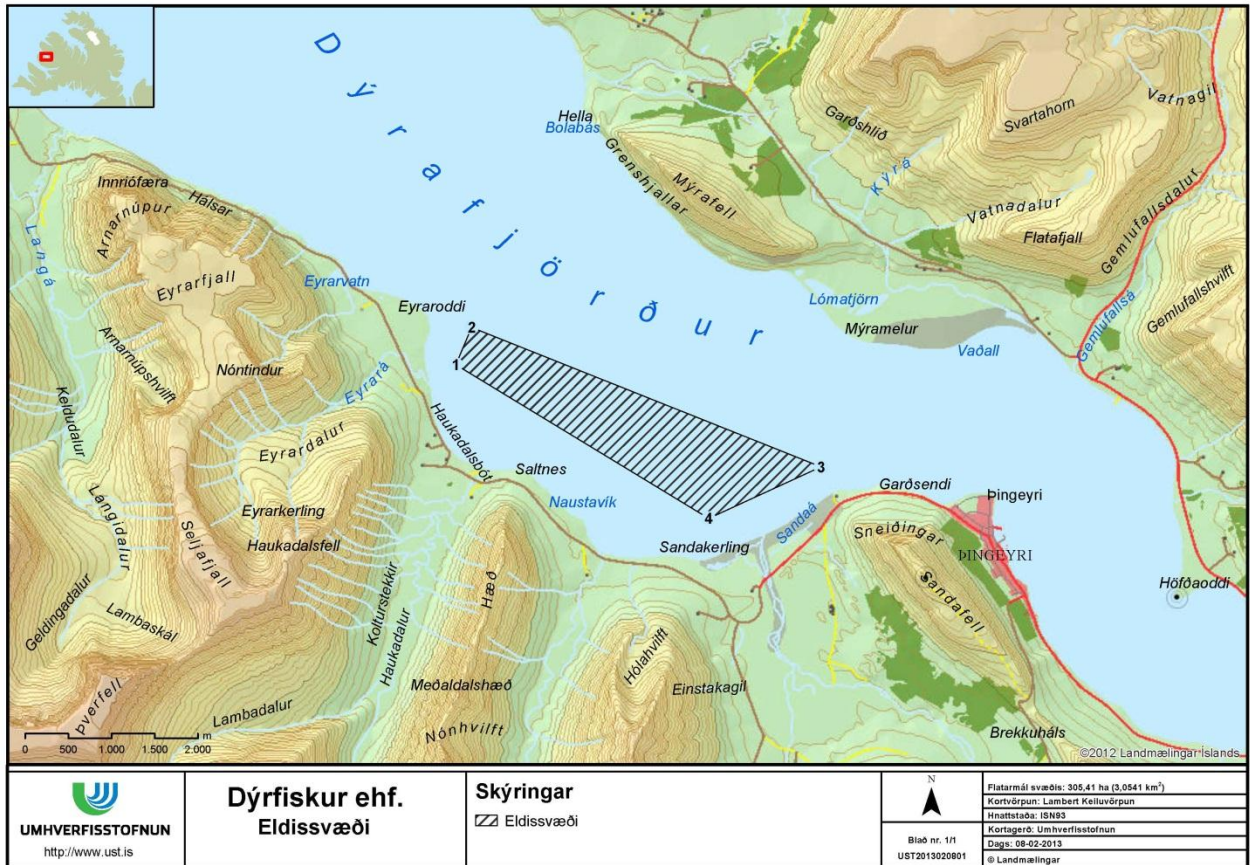 Dýrafjörður
Hella
Bolabás
Grenshjallar
Mýrafell
Garðshlið
Svartahorn
Vatnagil
Kýrá
Vatnadalur
Flatafjall
Gemlufallsdalur
Gemlufallshvilft
Gemlufallsá
Lómatjörn
Mýramelur
Vaðall
Innriófæra
Hálsar
Arnarnúpur
Langá
Eyrarfjall
Eyrarvatn
Eyraroddi
Arnarnúpshvilft
Nóntindur
Eyrará
Keldudalur
Eyrardalur
Haukadalsbót
Saltnes
Naustavík
Langidalur
Eyrarkerling
Seljafjall
Haukadalsfell
Geldingadalur
Lambaskál
Kolturstekkir
Haukadalur
Hæð
Þverfell
Lambadalur
Meðaldalshæð
Nónhvilft
Hólahvilft
Einstakagil
Sandakerling
Sandaá
Garðsendi
Þingeyri
ÞINGEYRI
Sneiðingar
Sandafell
Höfðaoddi
Brekkuháls
1
2
3
4
0 500 1.000 1.500 2.000 m
©2012 Landmælingar Íslands
UMHVERFISSTOFNUN
http://www.ust.is
Dýrfiskur ehf.
Eldissvæði
Skýringar
Eldissvæði
N
Blað nr. 1/1
UST2013020801
Flatarmál svæðis: 305,41 ha (3,0541 km²)
Kortvörpun: Lambert Keiluvörpun
Hnattstaða: ISN93
Kortagerð: Umhverfisstofnun
Dags: 08-02-2013
© Landmælingar